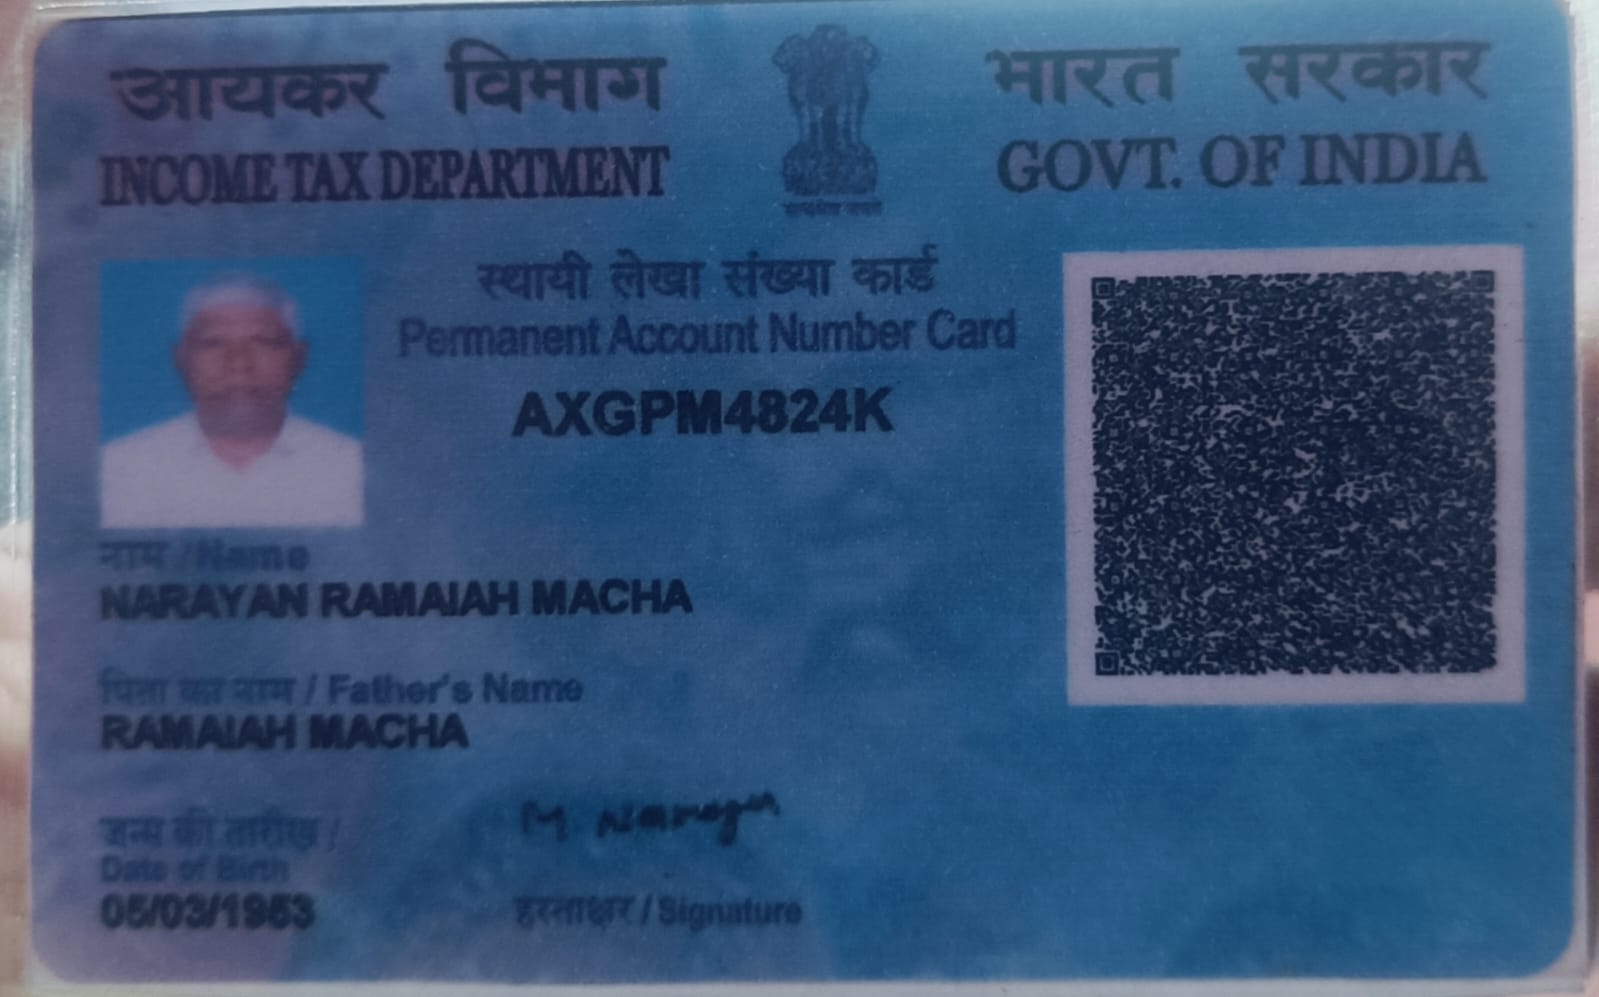 आयकर विभाग
INCOME TAX DEPARTMENT
भारत सरकार
GOVT. OF INDIA
सत्यमेव जयते
स्थायी लेखा संख्या कार्ड
Permanent Account Number Card
AXGPM4824K
नाम / Name
NARAYAN RAMAIAH MACHA
पिता का नाम / Father's Name
RAMAIAH MACHA
जन्म की तारीख /
Date of Birth
05/03/1953
M. Narayan
हस्ताक्षर / Signature